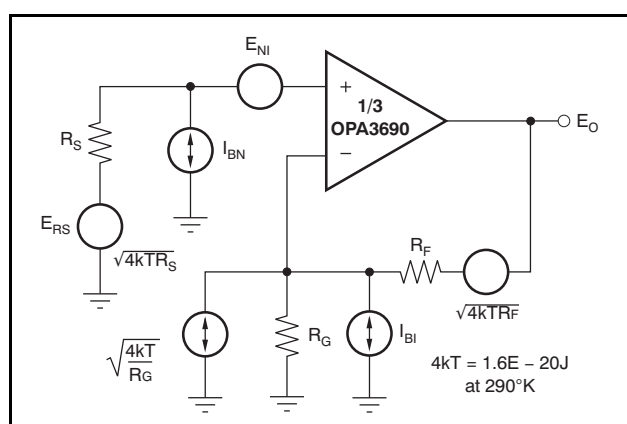 E_NI
+
1/3
OPA3690
−
E_O
R_S
I_BN
E_RS
√4kTR_S
R_F
√4kTR_F
√4kT/R_G
R_G
I_BI
4kT = 1.6E − 20J
at 290°K